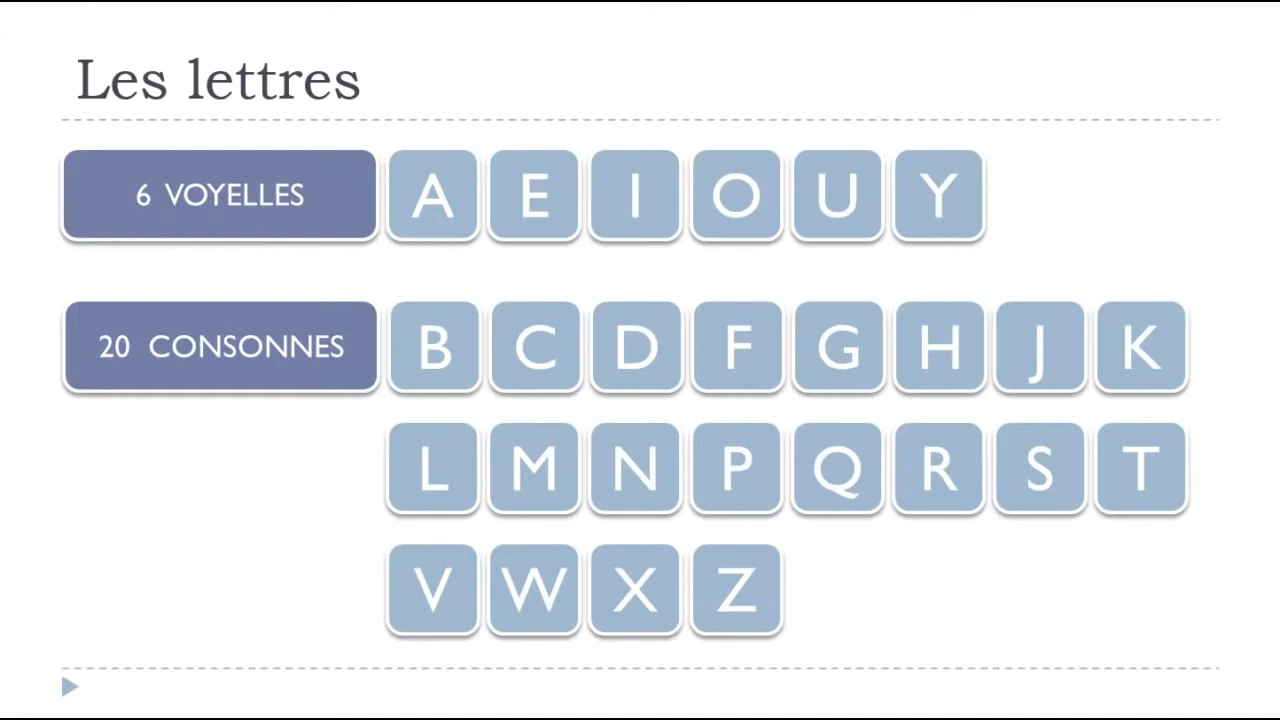 Les lettres
6 VOYELLES A E I O U Y
20 CONSONNES B C D F G H J K
L M N P Q R S T
V W X Z